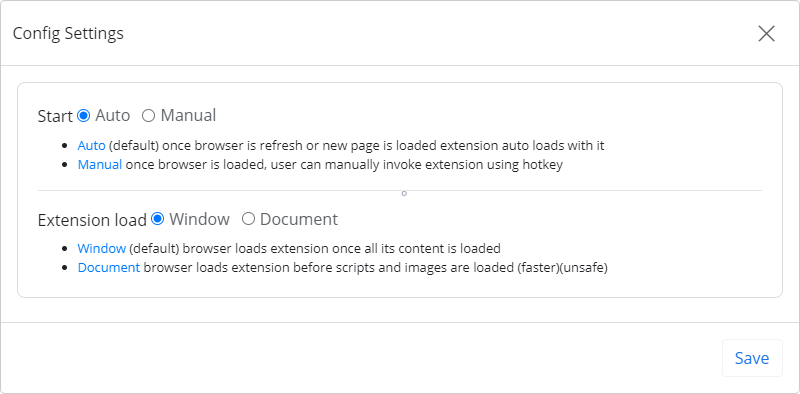 Config Settings
Start Auto Manual
Auto (default) once browser is refresh or new page is loaded extension auto loads with it
Manual once browser is loaded, user can manually invoke extension using hotkey
Extension load Window Document
Window (default) browser loads extension once all its content is loaded
Document browser loads extension before scripts and images are loaded (faster)(unsafe)
Save